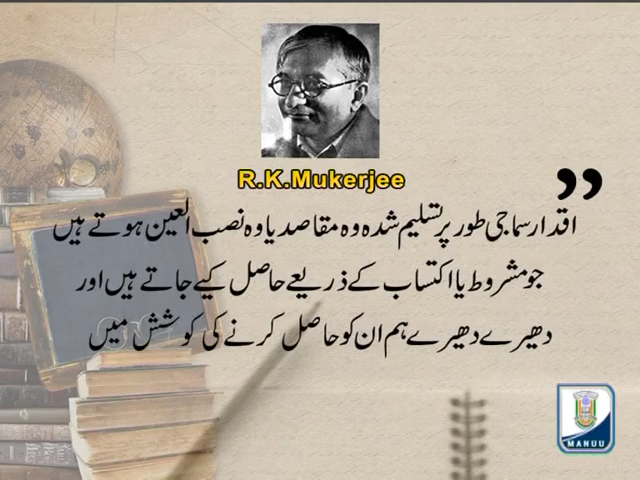 R.K.Mukerjee
”
اقدار سماجی طور پر تسلیم شدہ وہ مقاصد یا وہ نصب العین ہوتے ہیں
جو مشروط یا اکتساب کے ذریعے حاصل کیے جاتے ہیں اور
دھیرے دھیرے ہم ان کو حاصل کرنے کی کوشش میں
MANUU